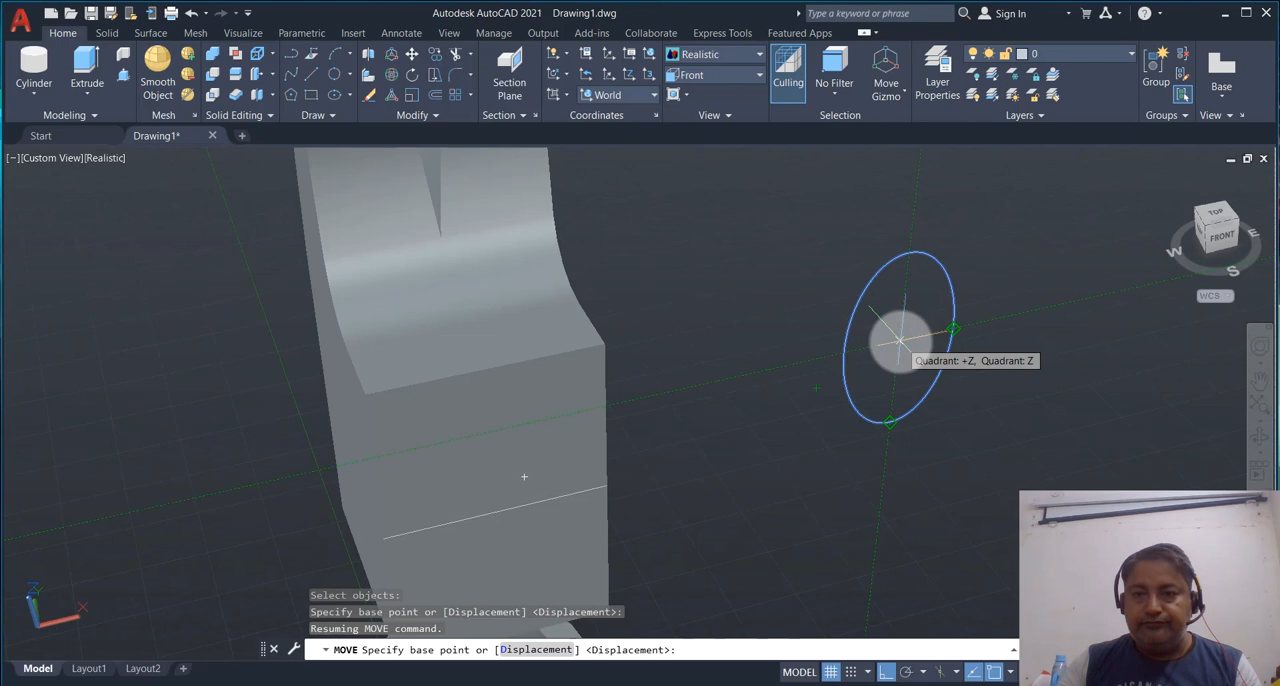 Autodesk AutoCAD 2021 Drawing1.dwg
Type a keyword or phrase
Sign In
Home Solid Surface Mesh Visualize Parametric Insert Annotate View Manage Output Add-ins Collaborate Express Tools Featured Apps
Cylinder
Extrude
Smooth
Object
Section
Plane
Realistic
Front
World
Culling
No Filter
Move
Gizmo
Layer
Properties
0
Group
Base
Modeling Mesh Solid Editing Draw Modify Section Coordinates View Selection Layers Groups View
Start Drawing1*
[−][Custom View][Realistic]
TOP
FRONT
W
E
S
WCS
Quadrant: +Z, Quadrant: Z
Select objects:
Specify base point or [Displacement] <Displacement>:
Resuming MOVE command.
MOVE Specify base point or [Displacement] <Displacement>:
Model Layout1 Layout2
MODEL